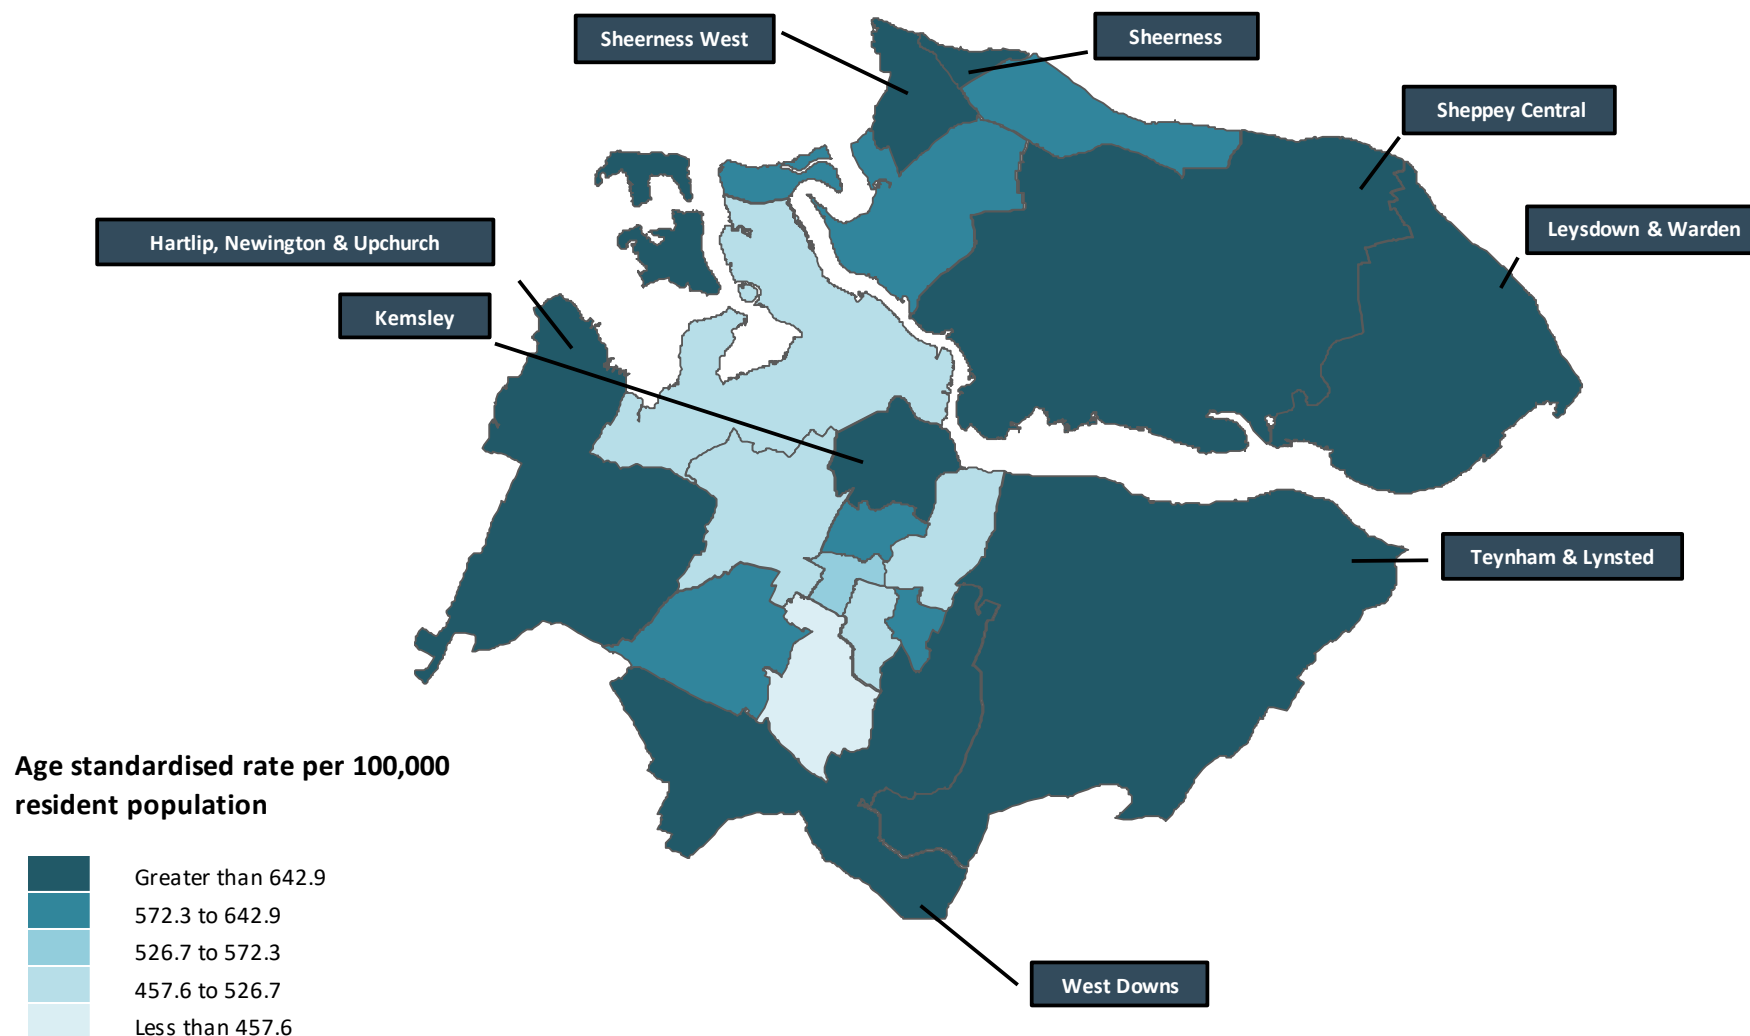 Sheerness West
Sheerness
Sheppey Central
Leysdown & Warden
Hartlip, Newington & Upchurch
Kemsley
Teynham & Lynsted
West Downs
Age standardised rate per 100,000
resident population
Greater than 642.9
572.3 to 642.9
526.7 to 572.3
457.6 to 526.7
Less than 457.6